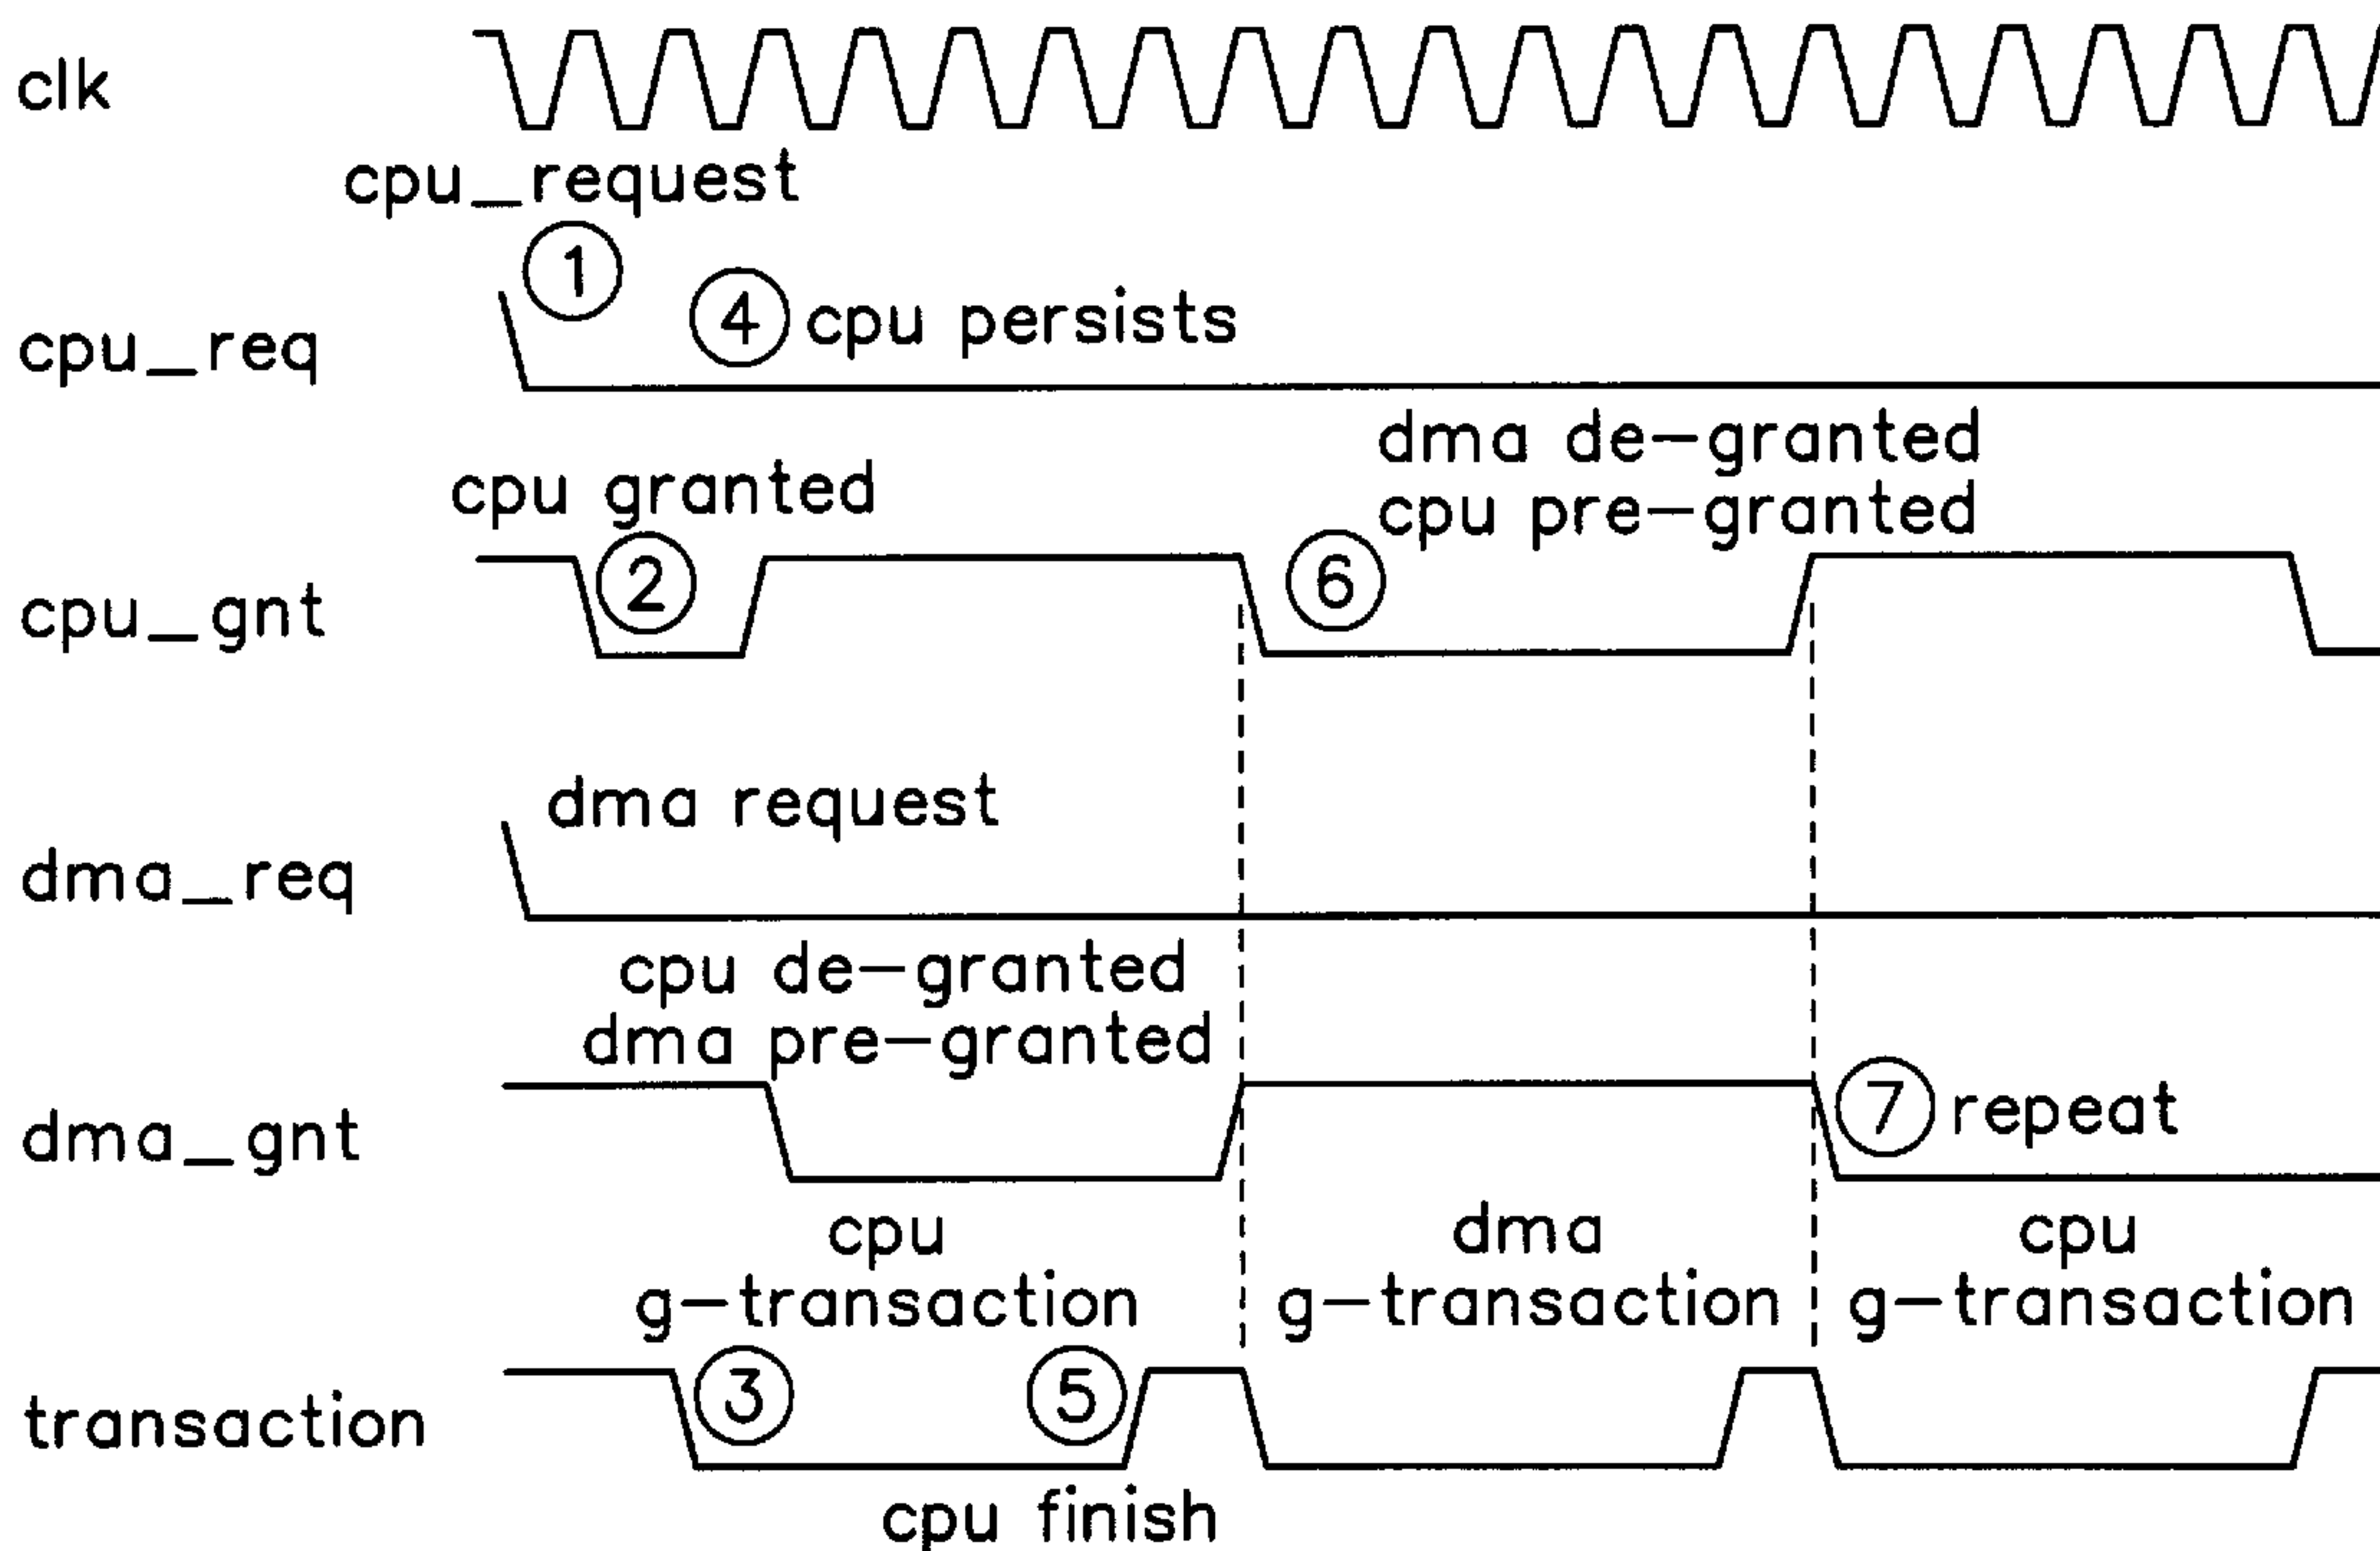 clk
cpu_request
1
4 cpu persists
cpu_req
dma de-granted
cpu granted
cpu pre-granted
2
6
cpu_gnt
dma request
dma_req
cpu de-granted
dma pre-granted
7 repeat
dma_gnt
cpu dma cpu
g-transaction g-transaction g-transaction
3 5
transaction
cpu finish